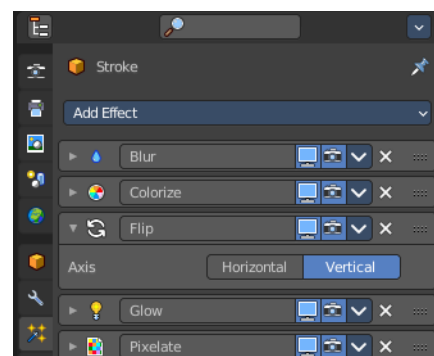 Stroke
Add Effect
Blur
Colorize
Flip
Axis Horizontal Vertical
Glow
Pixelate